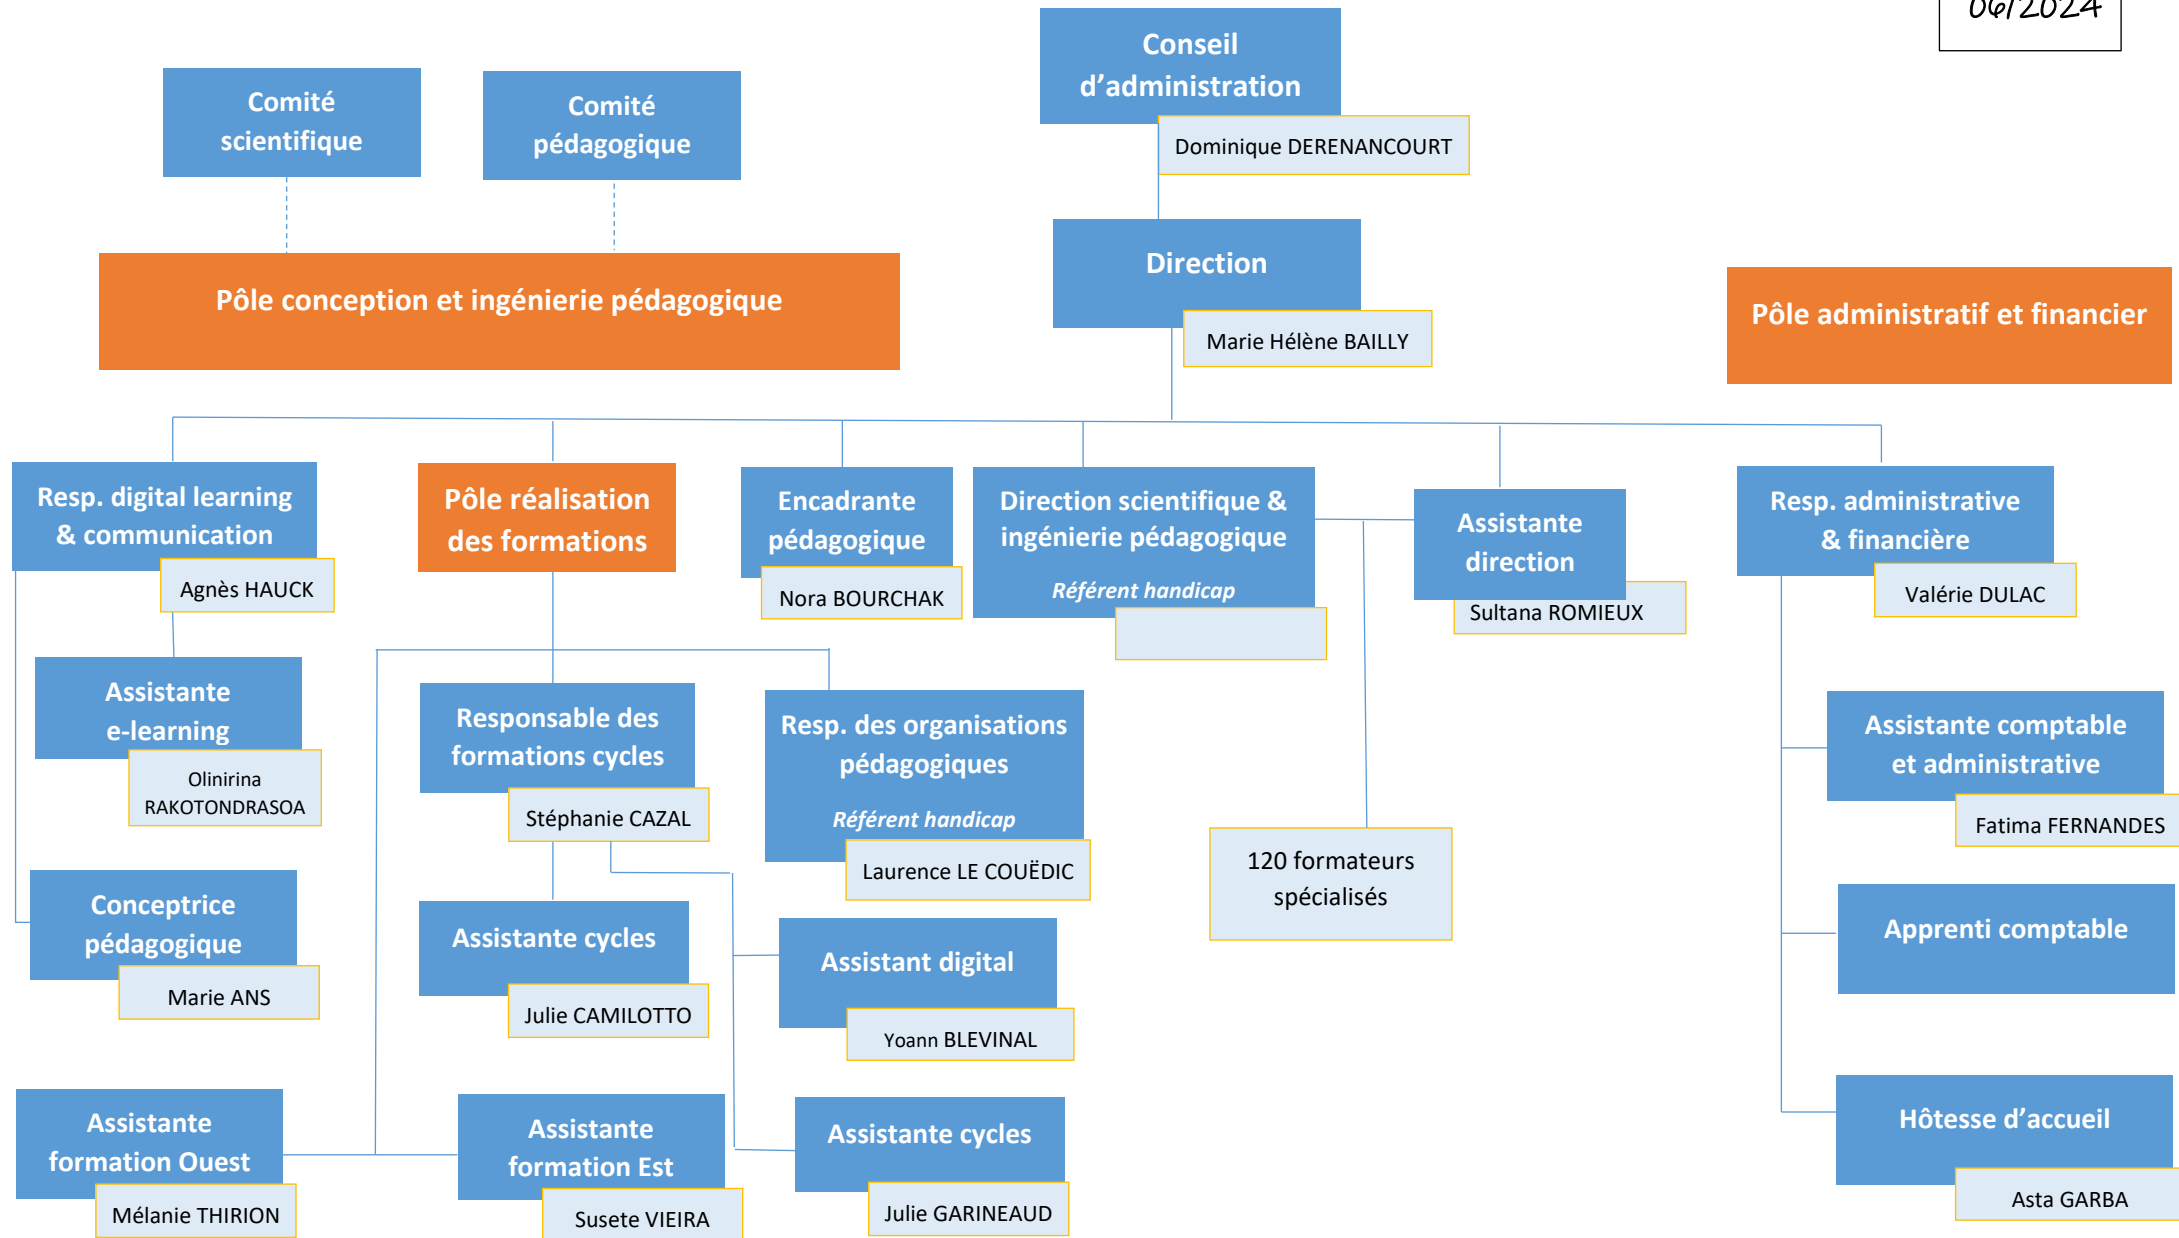 06/2024
Conseil
d'administration
Dominique DERENANCOURT
Comité
scientifique
Comité
pédagogique
Direction
Marie Hélène BAILLY
Pôle conception et ingénierie pédagogique
Pôle administratif et financier
Resp. digital learning
& communication
Agnès HAUCK
Pôle réalisation
des formations
Encadrante
pédagogique
Nora BOURCHAK
Direction scientifique &
ingénierie pédagogique
Référent handicap
Assistante
direction
Sultana ROMIEUX
Resp. administrative
& financière
Valérie DULAC
Assistante
e-learning
Olinirina
RAKOTONDRASOA
Responsable des
formations cycles
Stéphanie CAZAL
Resp. des organisations
pédagogiques
Référent handicap
Laurence LE COUËDIC
120 formateurs
spécialisés
Assistante comptable
et administrative
Fatima FERNANDES
Conceptrice
pédagogique
Marie ANS
Assistante cycles
Julie CAMILOTTO
Assistant digital
Yoann BLEVINAL
Apprenti comptable
Assistante
formation Ouest
Mélanie THIRION
Assistante
formation Est
Susete VIEIRA
Assistante cycles
Julie GARINEAUD
Hôtesse d'accueil
Asta GARBA